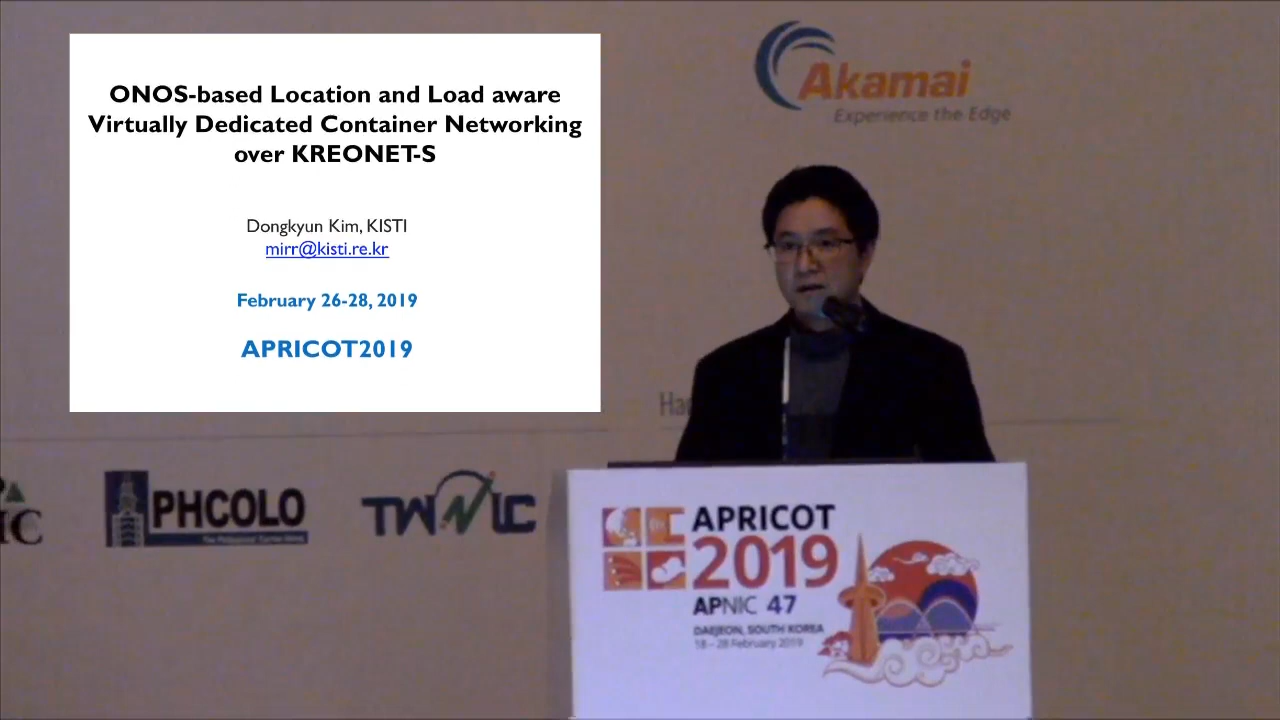 ONOS-based Location and Load aware
Virtually Dedicated Container Networking
over KREONET-S
Dongkyun Kim, KISTI
mirr@kisti.re.kr
February 26-28, 2019
APRICOT2019
Akamai
Experience the Edge
IC
PHCOLO
TWNIC
APRICOT
2019
APNIC 47
DAEJEON, SOUTH KOREA
18 – 28 February 2019